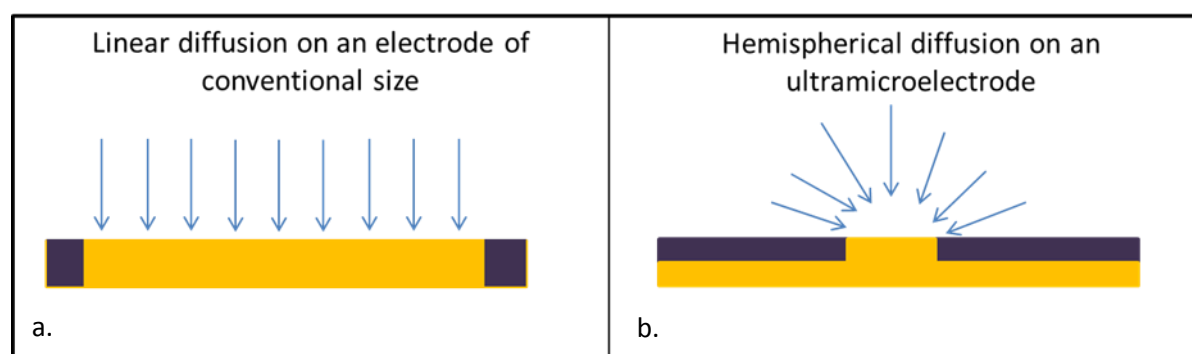 Linear diffusion on an electrode of
conventional size
a.
Hemispherical diffusion on an
ultramicroelectrode
b.